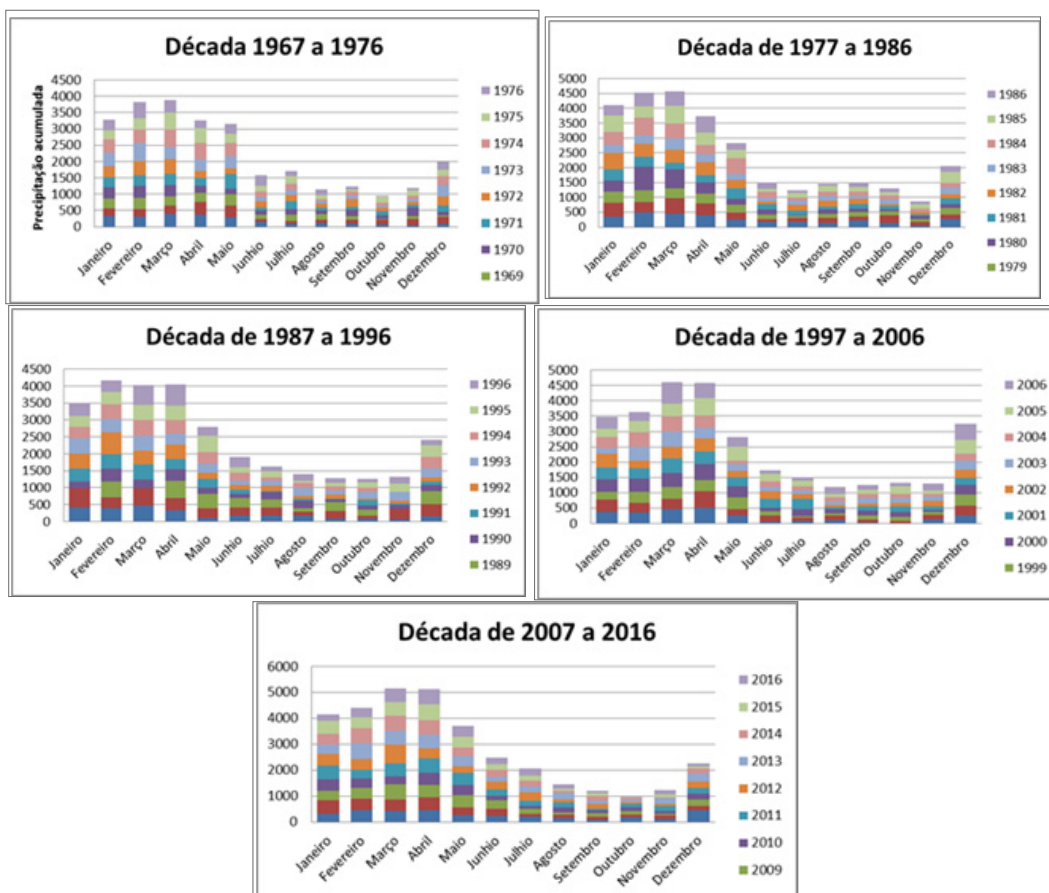 Década 1967 a 1976
Precipitação acumulada
4500
4000
3500
3000
2500
2000
1500
1000
500
0
Janeiro
Fevereiro
Março
Abril
Maio
Junho
Julho
Agosto
Setembro
Outubro
Novembro
Dezembro
1976
1975
1974
1973
1972
1971
1970
1969
Década de 1977 a 1986
5000
4500
4000
3500
3000
2500
2000
1500
1000
500
0
Janeiro
Fevereiro
Março
Abril
Maio
Junho
Julho
Agosto
Setembro
Outubro
Novembro
Dezembro
1986
1985
1984
1983
1982
1981
1980
1979
Década de 1987 a 1996
4500
4000
3500
3000
2500
2000
1500
1000
500
0
Janeiro
Fevereiro
Março
Abril
Maio
Junho
Julho
Agosto
Setembro
Outubro
Novembro
Dezembro
1996
1995
1994
1993
1992
1991
1990
1989
Década de 1997 a 2006
5000
4500
4000
3500
3000
2500
2000
1500
1000
500
0
Janeiro
Fevereiro
Março
Abril
Maio
Junho
Julho
Agosto
Setembro
Outubro
Novembro
Dezembro
2006
2005
2004
2003
2002
2001
2000
1999
Década de 2007 a 2016
6000
5000
4000
3000
2000
1000
0
Janeiro
Fevereiro
Março
Abril
Maio
Junho
Julho
Agosto
Setembro
Outubro
Novembro
Dezembro
2016
2015
2014
2013
2012
2011
2010
2009